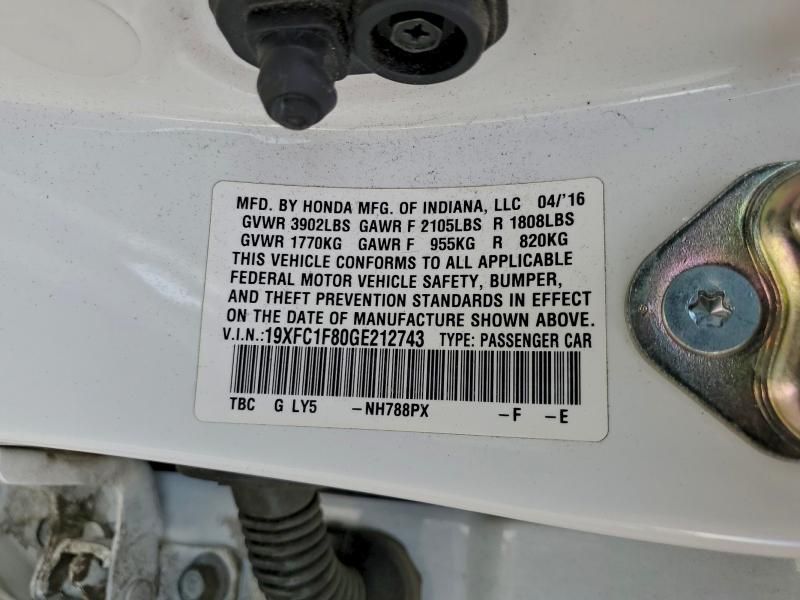 MFD. BY HONDA MFG. OF INDIANA, LLC 04/'16
GVWR 3902LBS GAWR F 2105LBS R 1808LBS
GVWR 1770KG GAWR F 955KG R 820KG
THIS VEHICLE CONFORMS TO ALL APPLICABLE
FEDERAL MOTOR VEHICLE SAFETY, BUMPER,
AND THEFT PREVENTION STANDARDS IN EFFECT
ON THE DATE OF MANUFACTURE SHOWN ABOVE.
V.I.N.:19XFC1F80GE212743 TYPE: PASSENGER CAR
TBC G LY5 -NH788PX -F -E